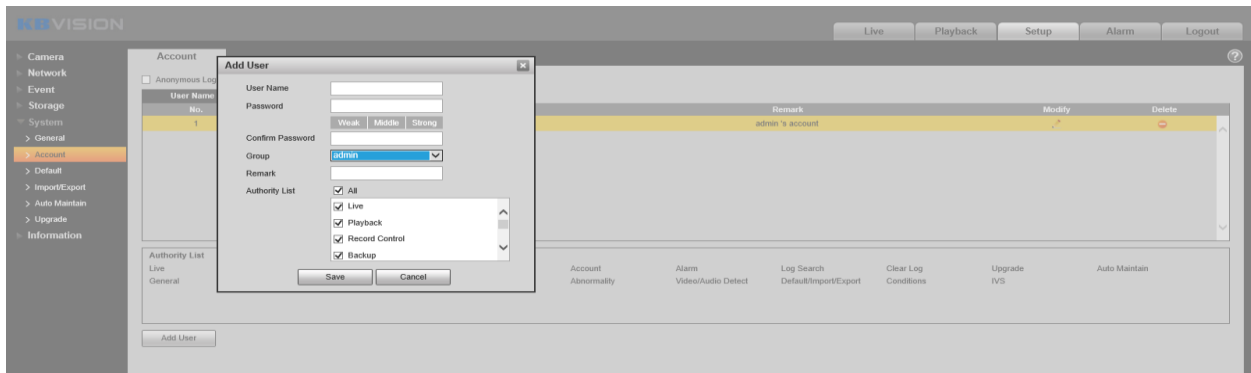 KBVISION
Live Playback Setup Alarm Logout
Camera
Network
Event
Storage
System
General
Account
Default
Import/Export
Auto Maintain
Upgrade
Information
Account
Anonymous Log
User Name
No. Remark Modify Delete
1 admin 's account
Add User
User Name
Password
Weak Middle Strong
Confirm Password
Group admin
Remark
Authority List All
Live
Playback
Record Control
Backup
Save Cancel
Authority List
Live Account Alarm Log Search Clear Log Upgrade Auto Maintain
General Abnormality Video/Audio Detect Default/Import/Export Conditions IVS
Add User